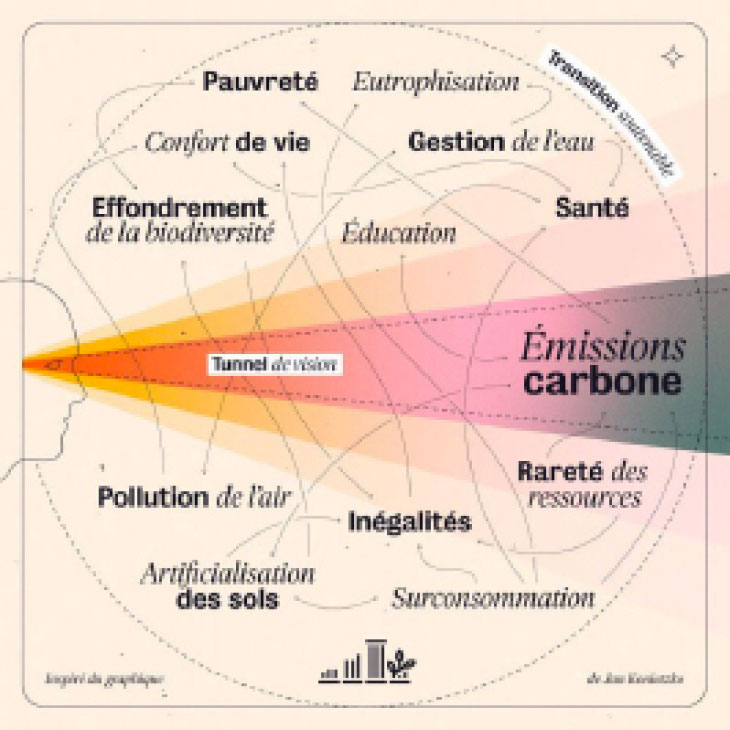 Pauvreté
Eutrophisation
Transition soutenable
Confort de vie
Gestion de l'eau
Effondrement
de la biodiversité
Éducation
Santé
Tunnel de vision
Émissions
carbone
Pollution de l'air
Rareté des
ressources
Inégalités
Artificialisation
des sols
Surconsommation
Inspiré du graphique
de Jan Konietzko